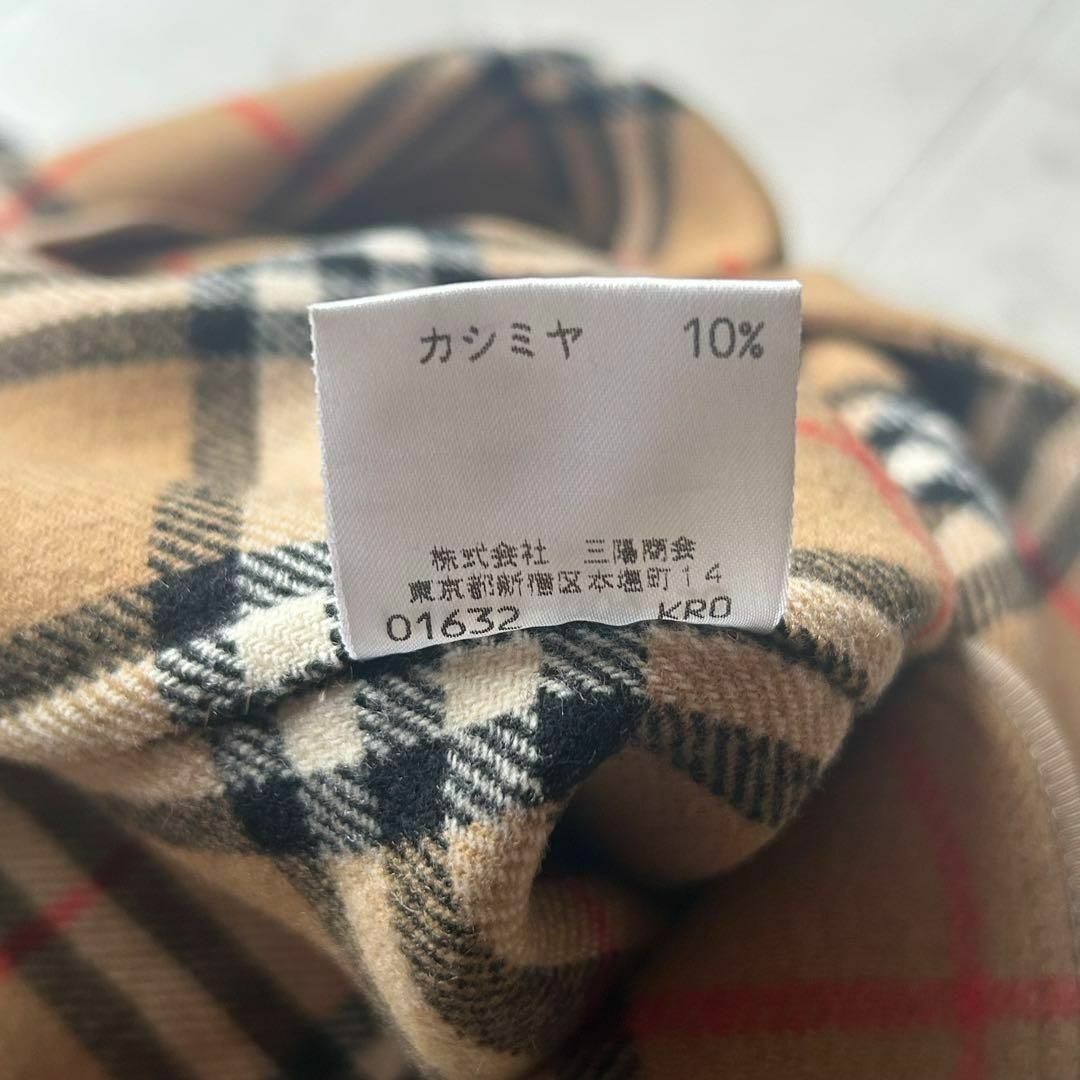 カシミヤ 10%
株式会社 三陽商会
東京都新宿区本塩町14
01632 KRO